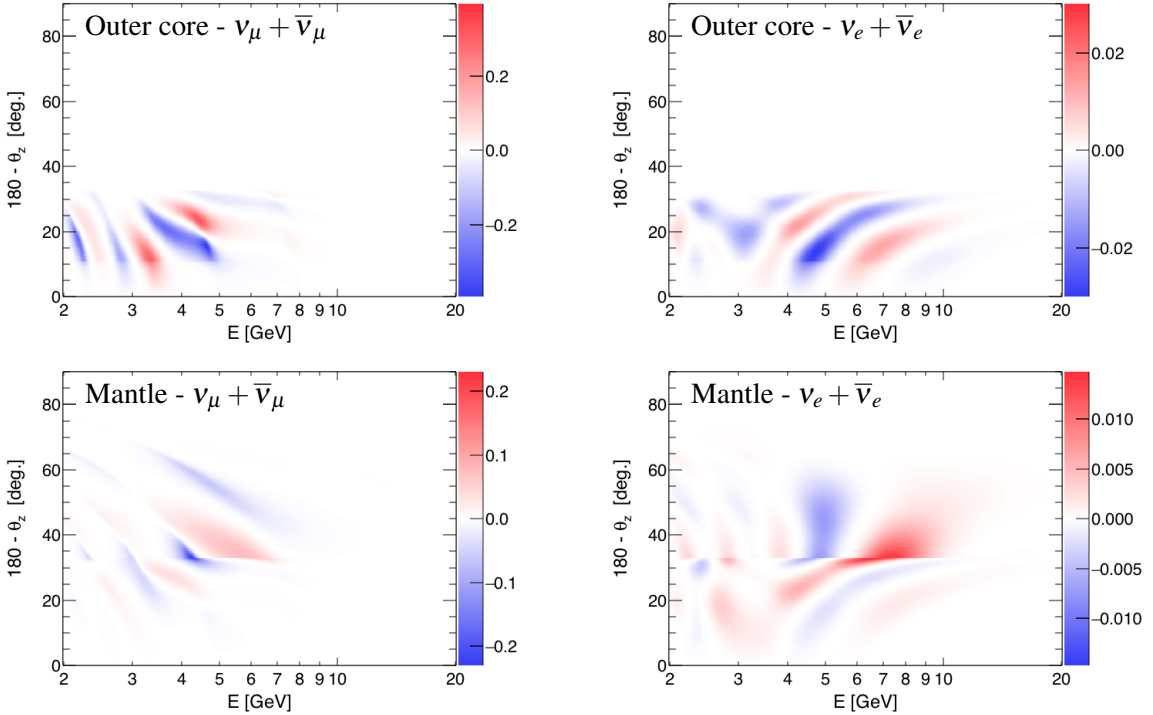 Outer core - νμ + ν̄μ
80
60
40
20
0
2 3 4 5 6 7 8 9 10 20
E [GeV]
180 - θz [deg.]
0.2
0.0
−0.2
Outer core - νe + ν̄e
80
60
40
20
0
2 3 4 5 6 7 8 9 10 20
E [GeV]
180 - θz [deg.]
0.02
0.00
−0.02
Mantle - νμ + ν̄μ
80
60
40
20
0
2 3 4 5 6 7 8 9 10 20
E [GeV]
180 - θz [deg.]
0.2
0.1
0.0
−0.1
−0.2
Mantle - νe + ν̄e
80
60
40
20
0
2 3 4 5 6 7 8 9 10 20
E [GeV]
180 - θz [deg.]
0.010
0.005
0.000
−0.005
−0.010